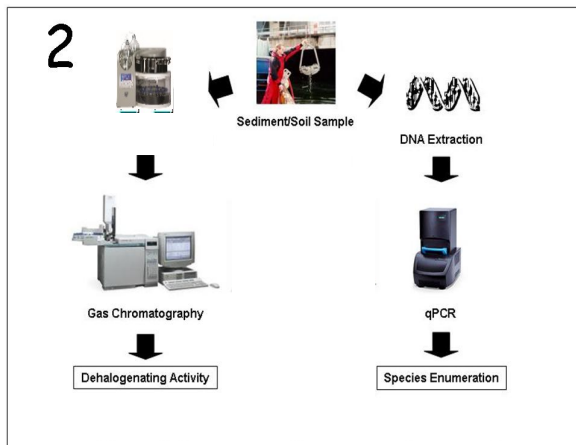 2
Sediment/Soil Sample
DNA Extraction
Gas Chromatography
qPCR
Dehalogenating Activity
Species Enumeration